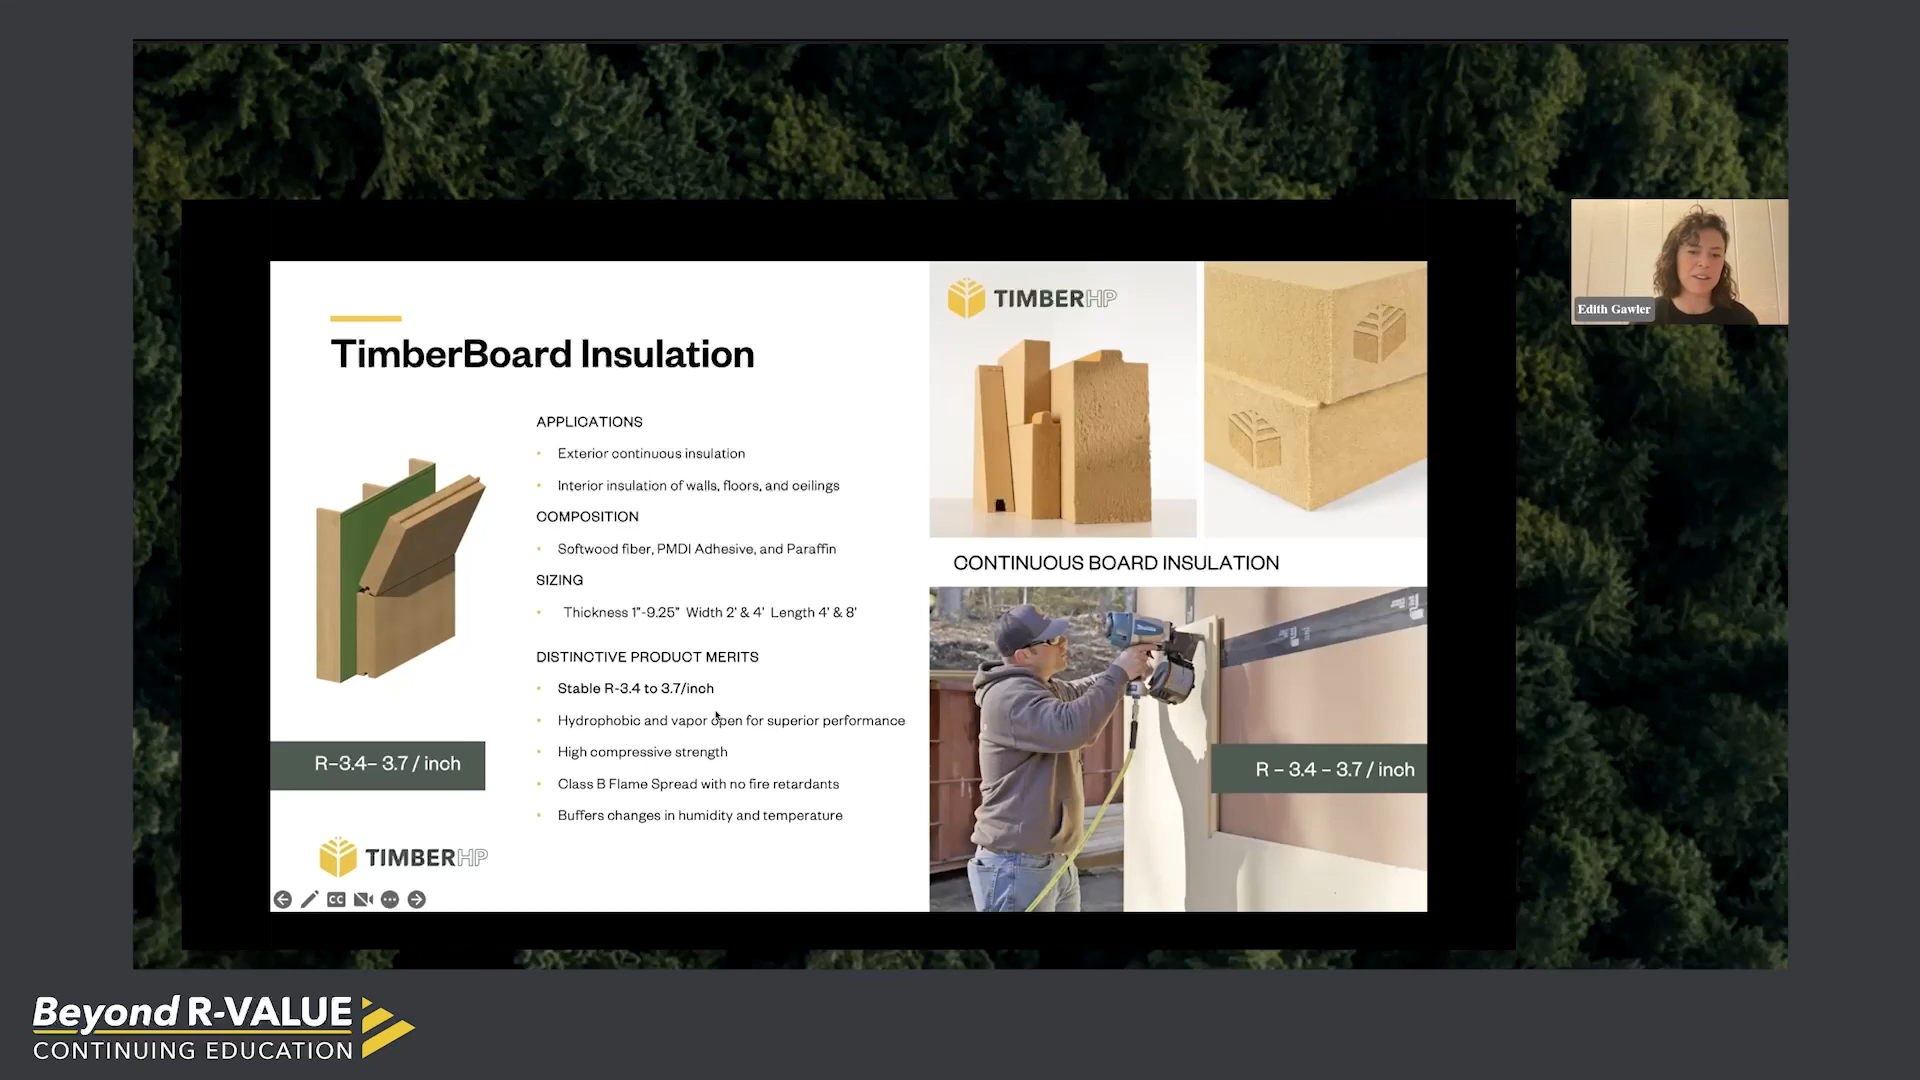 TimberBoard Insulation
APPLICATIONS
• Exterior continuous insulation
• Interior insulation of walls, floors, and ceilings
COMPOSITION
• Softwood fiber, PMDI Adhesive, and Paraffin
SIZING
• Thickness 1”-9.25” Width 2' & 4' Length 4' & 8'
DISTINCTIVE PRODUCT MERITS
• Stable R-3.4 to 3.7/inch
• Hydrophobic and vapor open for superior performance
• High compressive strength
• Class B Flame Spread with no fire retardants
• Buffers changes in humidity and temperature
R–3.4– 3.7 / inch
TIMBERHP
CC
TIMBERHP
CONTINUOUS BOARD INSULATION
R – 3.4 – 3.7 / inch
Edith Gawler
Beyond R-VALUE
CONTINUING EDUCATION